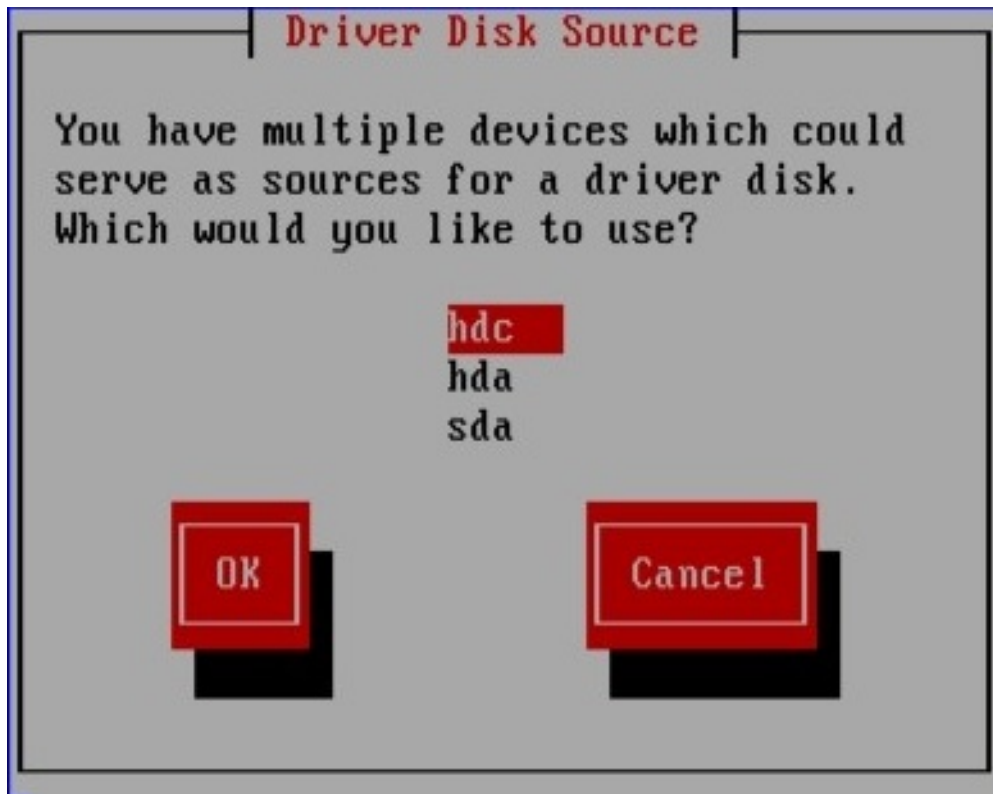 Driver Disk Source
You have multiple devices which could
serve as sources for a driver disk.
Which would you like to use?
hdc
hda
sda
OK
Cancel